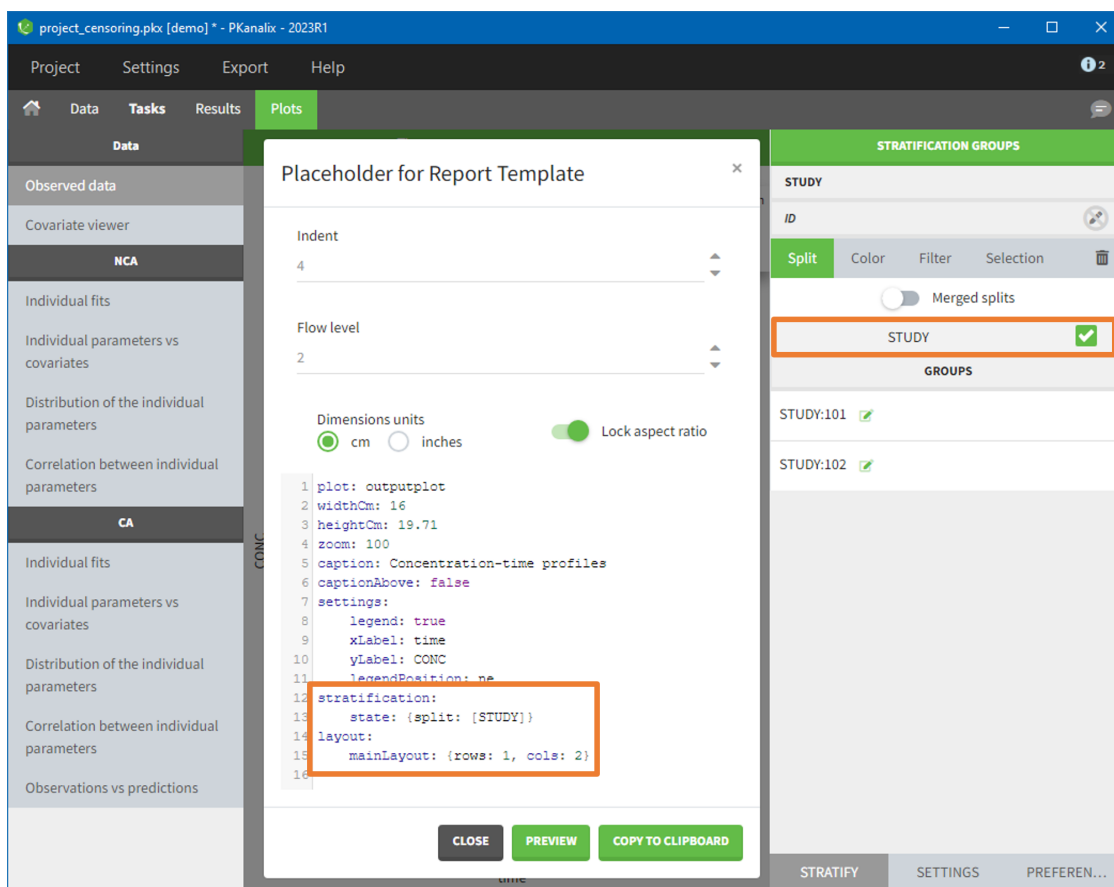 project_censoring.pkx [demo] * - PKanalix - 2023R1
Project Settings Export Help
2
Data Tasks Results Plots
Data
Observed data
Covariate viewer
NCA
Individual fits
Individual parameters vs
covariates
Distribution of the individual
parameters
Correlation between individual
parameters
CA
Individual fits
Individual parameters vs
covariates
Distribution of the individual
parameters
Correlation between individual
parameters
Observations vs predictions
CONC
Placeholder for Report Template
Indent
4
Flow level
2
Dimensions units
cm inches
Lock aspect ratio
1 plot: outputplot
2 widthCm: 16
3 heightCm: 19.71
4 zoom: 100
5 caption: Concentration-time profiles
6 captionAbove: false
7 settings:
8 legend: true
9 xLabel: time
10 yLabel: CONC
11 legendPosition: ne
12 stratification:
13 state: {split: [STUDY]}
14 layout:
15 mainLayout: {rows: 1, cols: 2}
16
CLOSE PREVIEW COPY TO CLIPBOARD
time
STRATIFICATION GROUPS
STUDY
ID
Split Color Filter Selection
Merged splits
STUDY
GROUPS
STUDY:101
STUDY:102
STRATIFY SETTINGS PREFEREN...